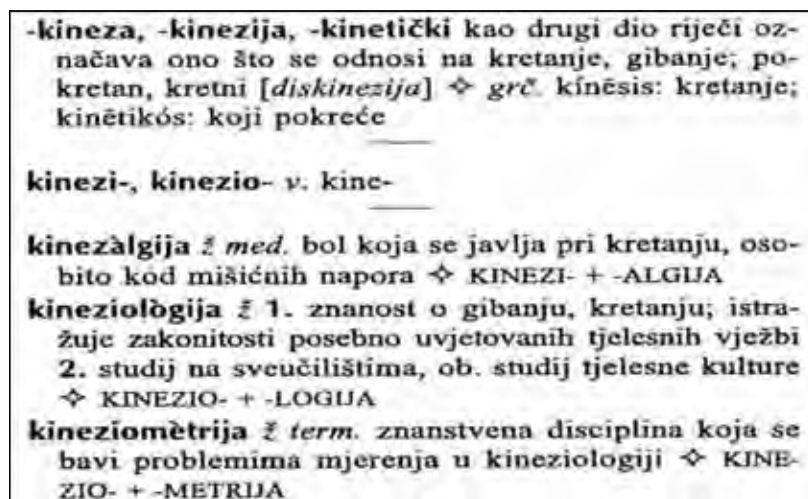 -kineza, -kinezija, -kinetički kao drugi dio riječi oz-
načava ono što se odnosi na kretanje, gibanje; po-
kretan, kretni [diskinezija] ✧ grč. kínēsis: kretanje;
kinētikós: koji pokreće
kinezi-, kinezio- v. kine-
kinezàlgija ž med. bol koja se javlja pri kretanju, oso-
bito kod mišićnih napora ✧ KINEZI- + -ALGIJA
kineziològija ž 1. znanost o gibanju, kretanju; istra-
žuje zakonitosti posebno uvjetovanih tjelesnih vježbi
2. studij na sveučilištima, ob. studij tjelesne kulture
✧ KINEZIO- + -LOGIJA
kineziomètrija ž term. znanstvena disciplina koja se
bavi problemima mjerenja u kineziologiji ✧ KINE-
ZIO- + -METRIJA